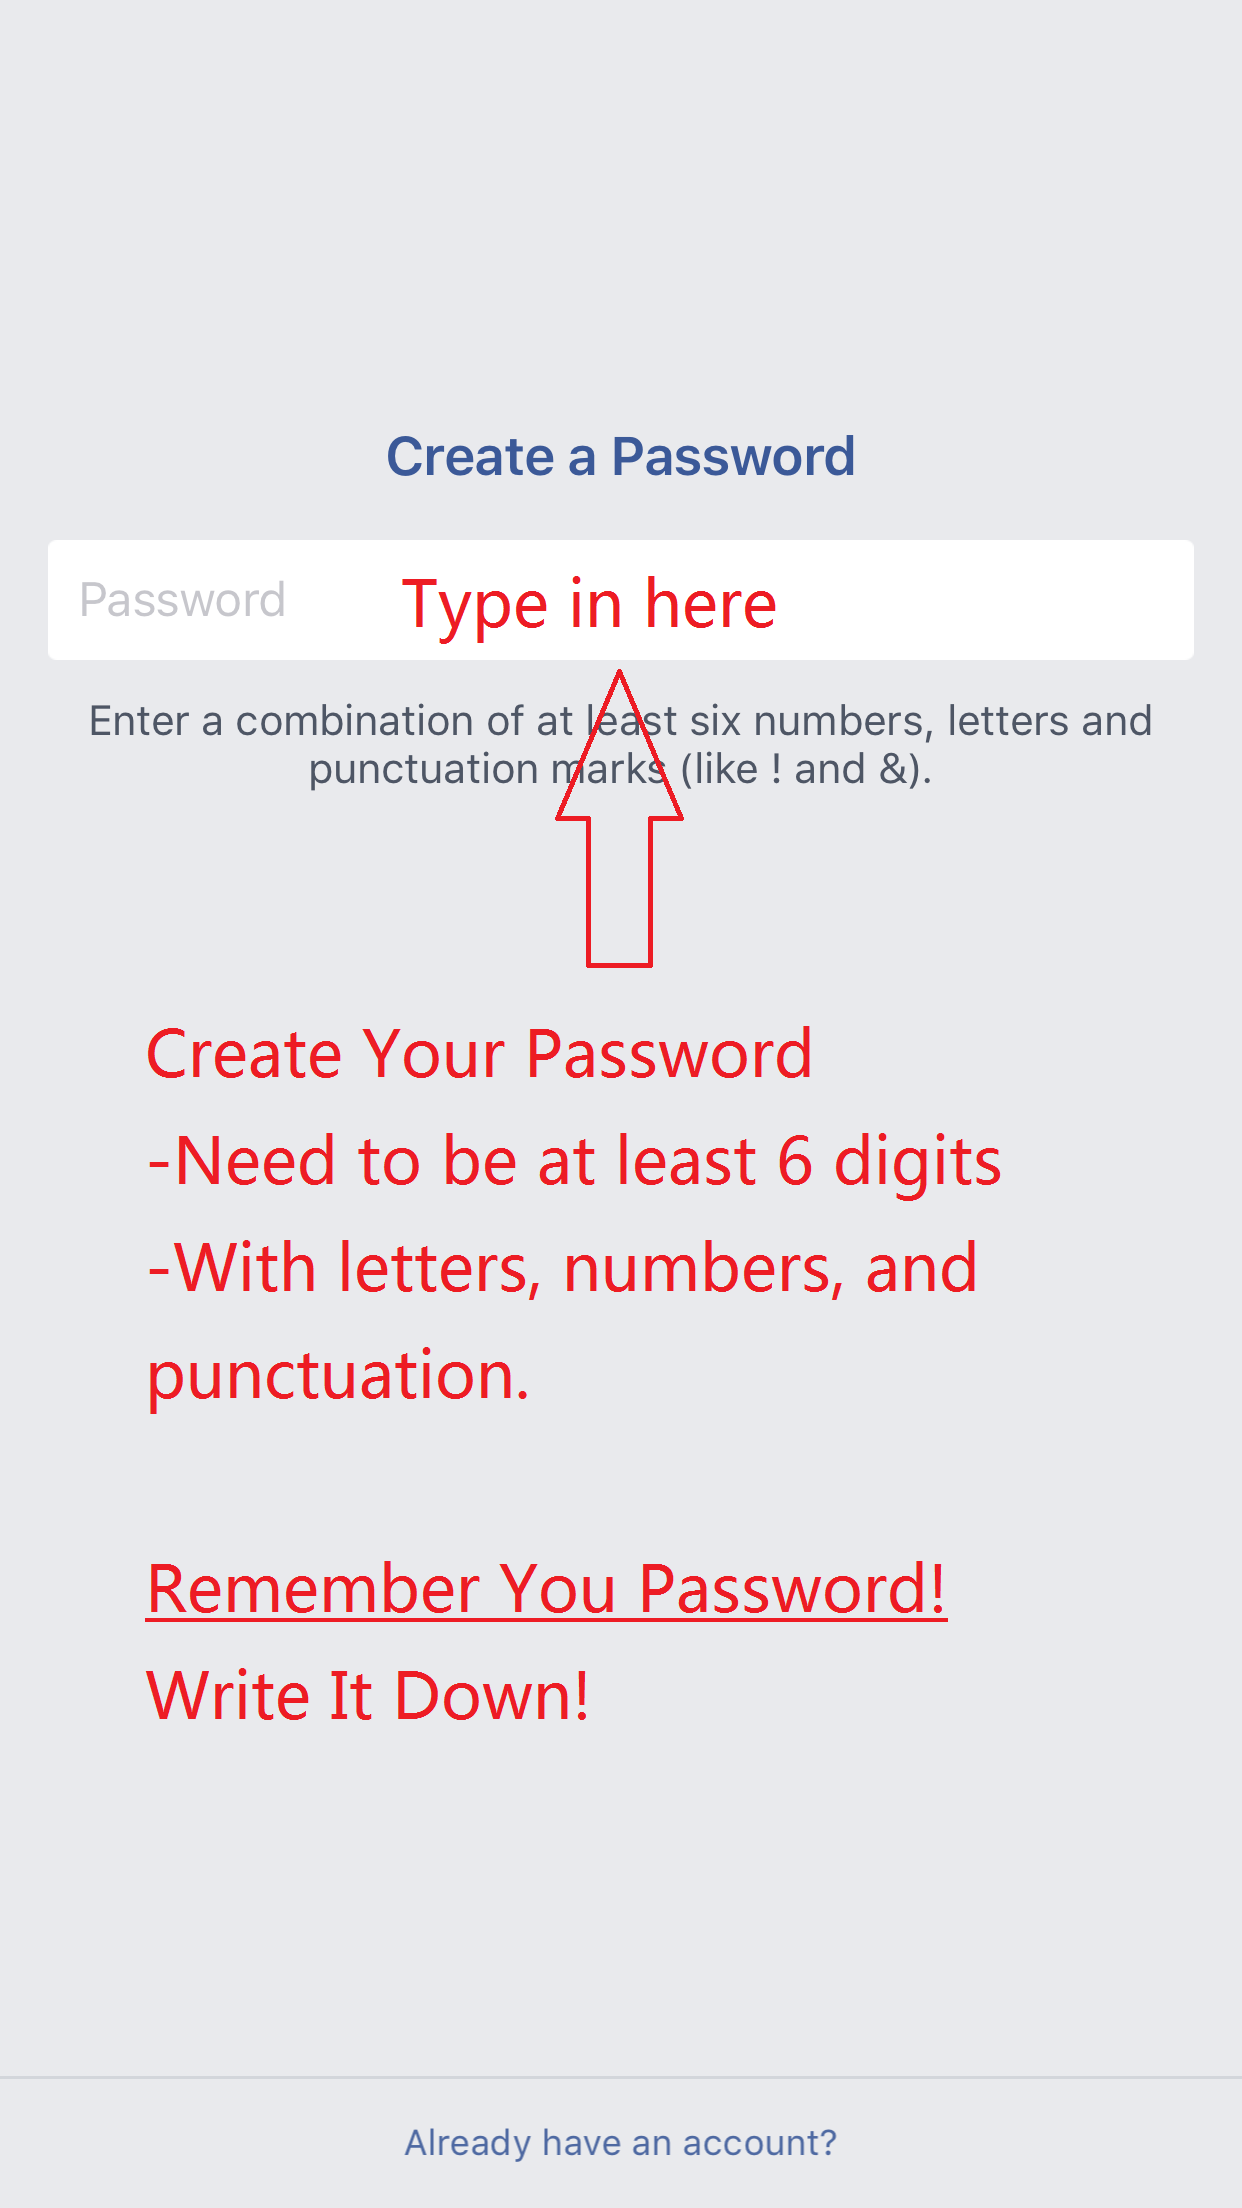 Create a Password
Password Type in here
Enter a combination of at least six numbers, letters and
punctuation marks (like ! and &).
Create Your Password
-Need to be at least 6 digits
-With letters, numbers, and
punctuation.
Remember You Password!
Write It Down!
Already have an account?